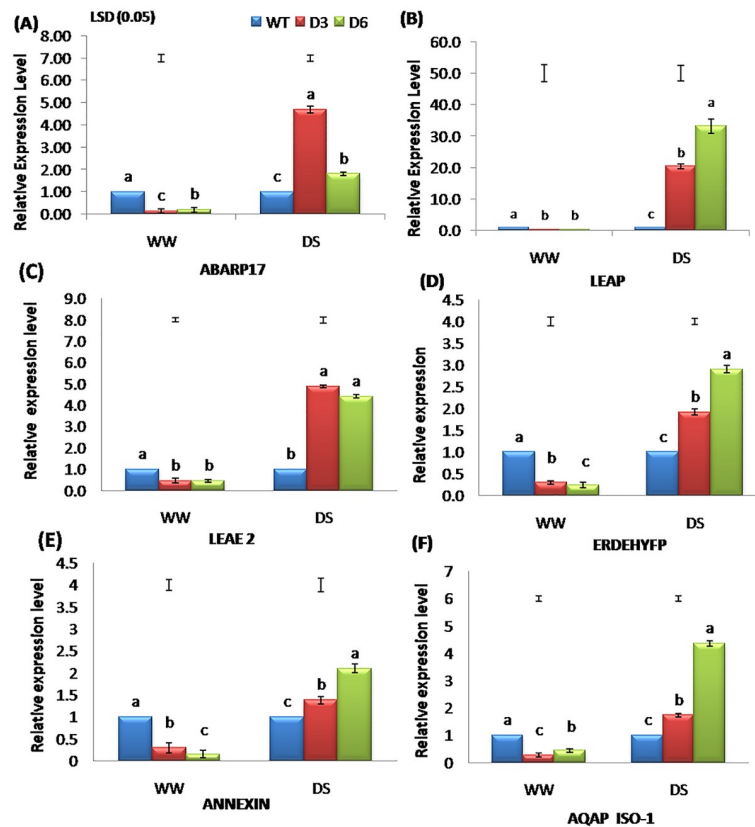 (A) LSD (0.05) WT D3 D6
Relative Expression Level
8.00
7.00
6.00
5.00
4.00
3.00
2.00
1.00
0.00
a c b c a b
WW DS
ABARP17
(B)
Relative Expression Level
60.0
50.0
40.0
30.0
20.0
10.0
0.0
a b b c b a
WW DS
LEAP
(C)
Relative expression level
9.0
8.0
7.0
6.0
5.0
4.0
3.0
2.0
1.0
0.0
a b b b a a
WW DS
LEAE 2
(D)
Relative expression
4.5
4.0
3.5
3.0
2.5
2.0
1.5
1.0
0.5
0.0
a b c c b a
WW DS
ERDEHYFP
(E)
Relative expression level
4.5
4
3.5
3
2.5
2
1.5
1
0.5
0
a b c c b a
WW DS
ANNEXIN
(F)
Relative expression level
7
6
5
4
3
2
1
0
a c b c b a
WW DS
AQAP ISO-1